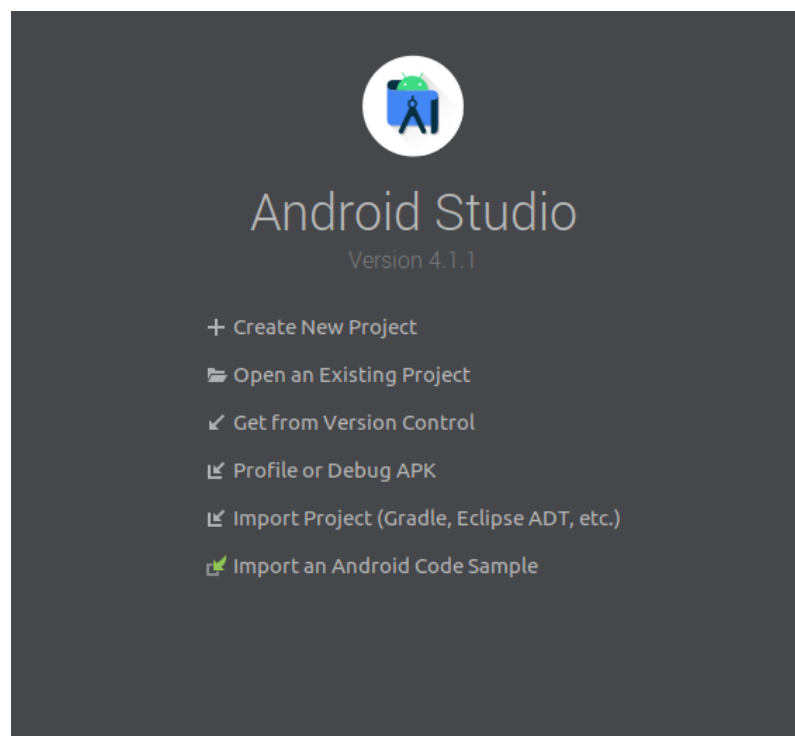 Android Studio
Version 4.1.1
Create New Project
Open an Existing Project
Get from Version Control
Profile or Debug APK
Import Project (Gradle, Eclipse ADT, etc.)
Import an Android Code Sample